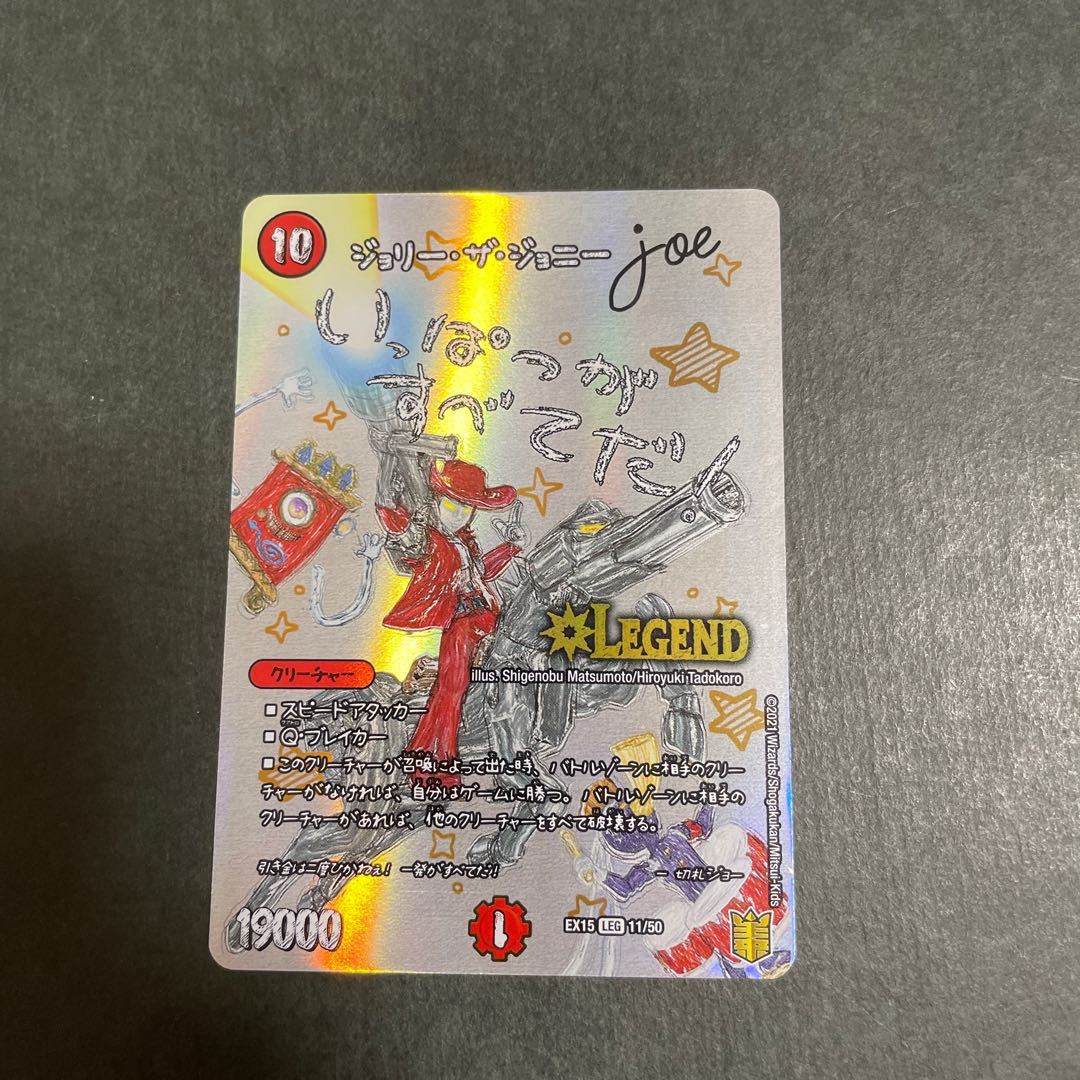 10
ジョリー・ザ・ジョニー joe
いっぱつが
すべてだ!
LEGEND
illus. Shigenobu Matsumoto/Hiroyuki Tadokoro
クリーチャー
■ スピードアタッカー
■ Q・ブレイカー
■ このクリーチャーが召喚によって出た時、バトルゾーンに相手のクリー
チャーがなければ、自分はゲームに勝つ。バトルゾーンに相手の
クリーチャーがあれば、他のクリーチャーをすべて破壊する。
引き金は二度ひかねぇ! 一発がすべてだ!
ー 切札ジョー
19000
1
EX15 LEG 11/50
©2021 Wizards/Shogakukan/Mitsui-Kids